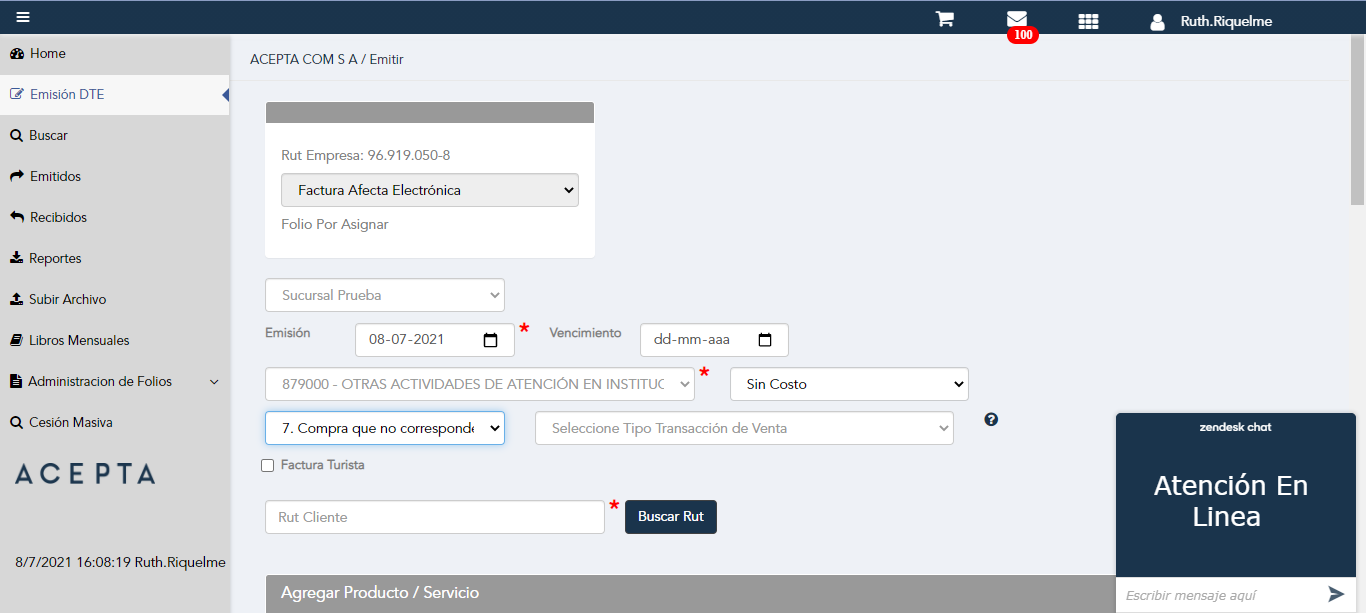 100
Ruth.Riquelme
Home
Emisión DTE
Buscar
Emitidos
Recibidos
Reportes
Subir Archivo
Libros Mensuales
Administracion de Folios
Cesión Masiva
ACEPTA
8/7/2021 16:08:19 Ruth.Riquelme
ACEPTA COM S A / Emitir
Rut Empresa: 96.919.050-8
Factura Afecta Electrónica
Folio Por Asignar
Sucursal Prueba
Emisión 08-07-2021 * Vencimiento dd-mm-aaa
879000 - OTRAS ACTIVIDADES DE ATENCIÓN EN INSTITUC * Sin Costo
7. Compra que no corresponde Seleccione Tipo Transacción de Venta ?
Factura Turista
Rut Cliente * Buscar Rut
Agregar Producto / Servicio
zendesk chat
Atención En
Linea
Escribir mensaje aquí